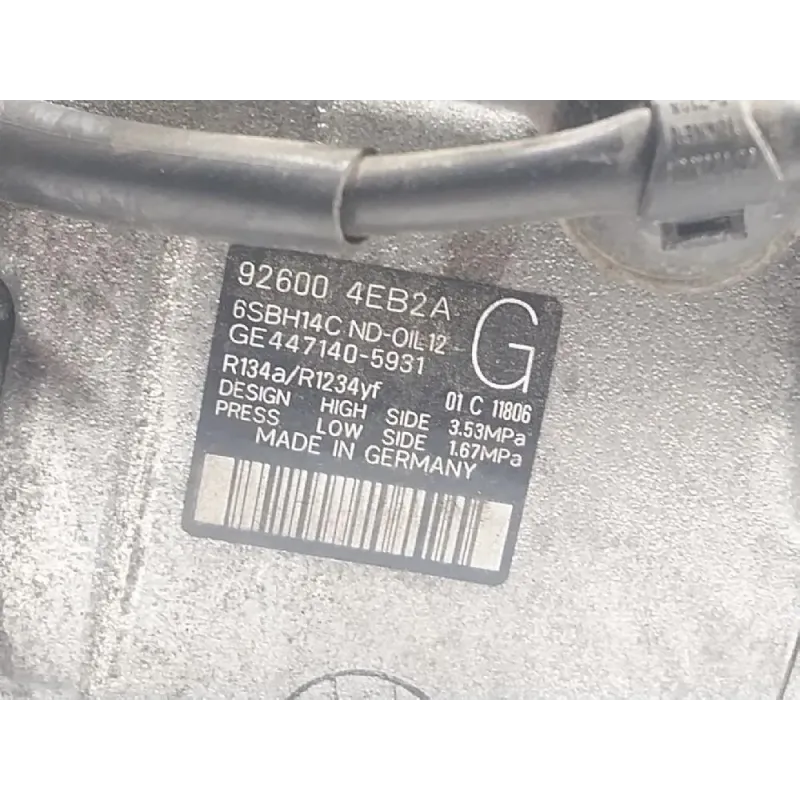 92600 4EB2A
G
6SBH14C ND-OIL12
GE447140-5931
R134a/R1234yf
01 C 11806
DESIGN HIGH SIDE 3.53MPa
PRESS LOW SIDE 1.67MPa
MADE IN GERMANY